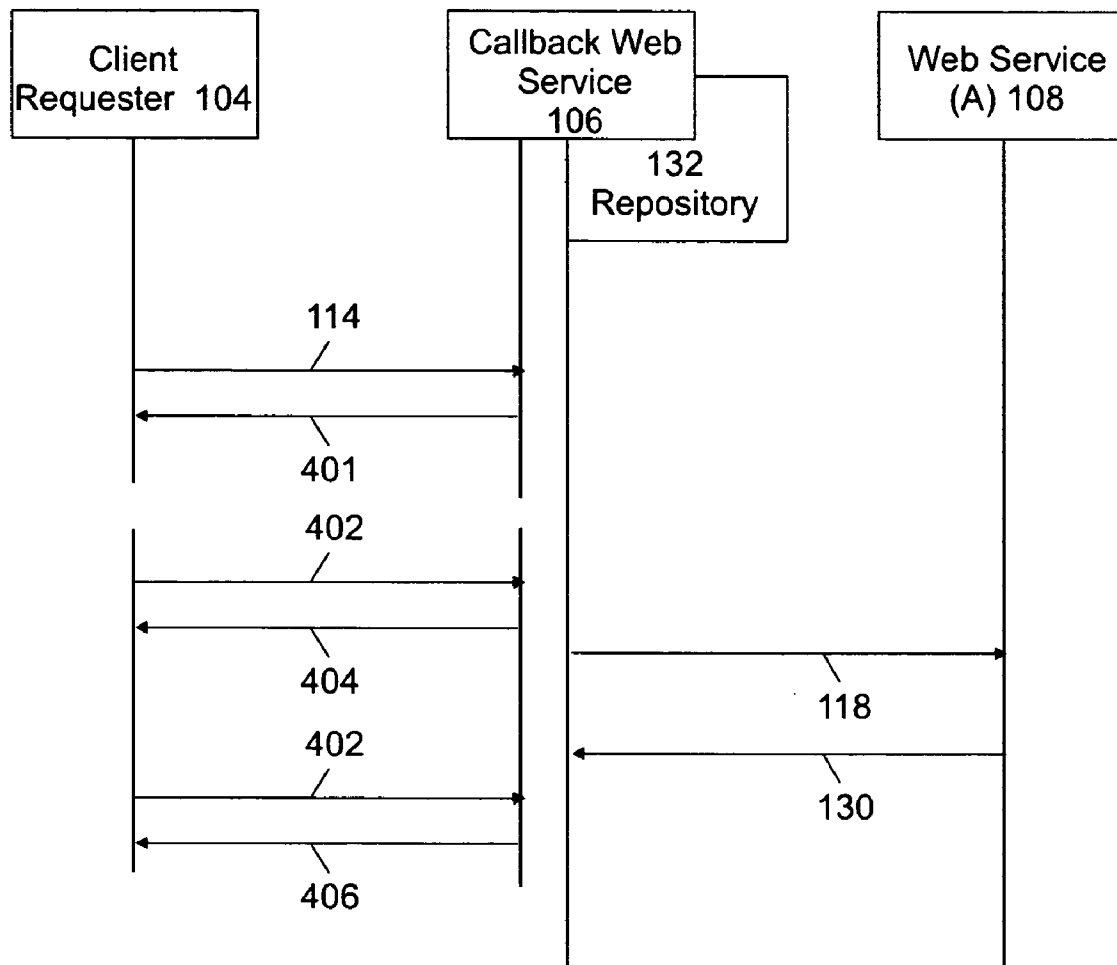 Client
Requester 104
Callback Web
Service
106
Web Service
(A) 108
132
Repository
114
401
402
404
118
402
130
406